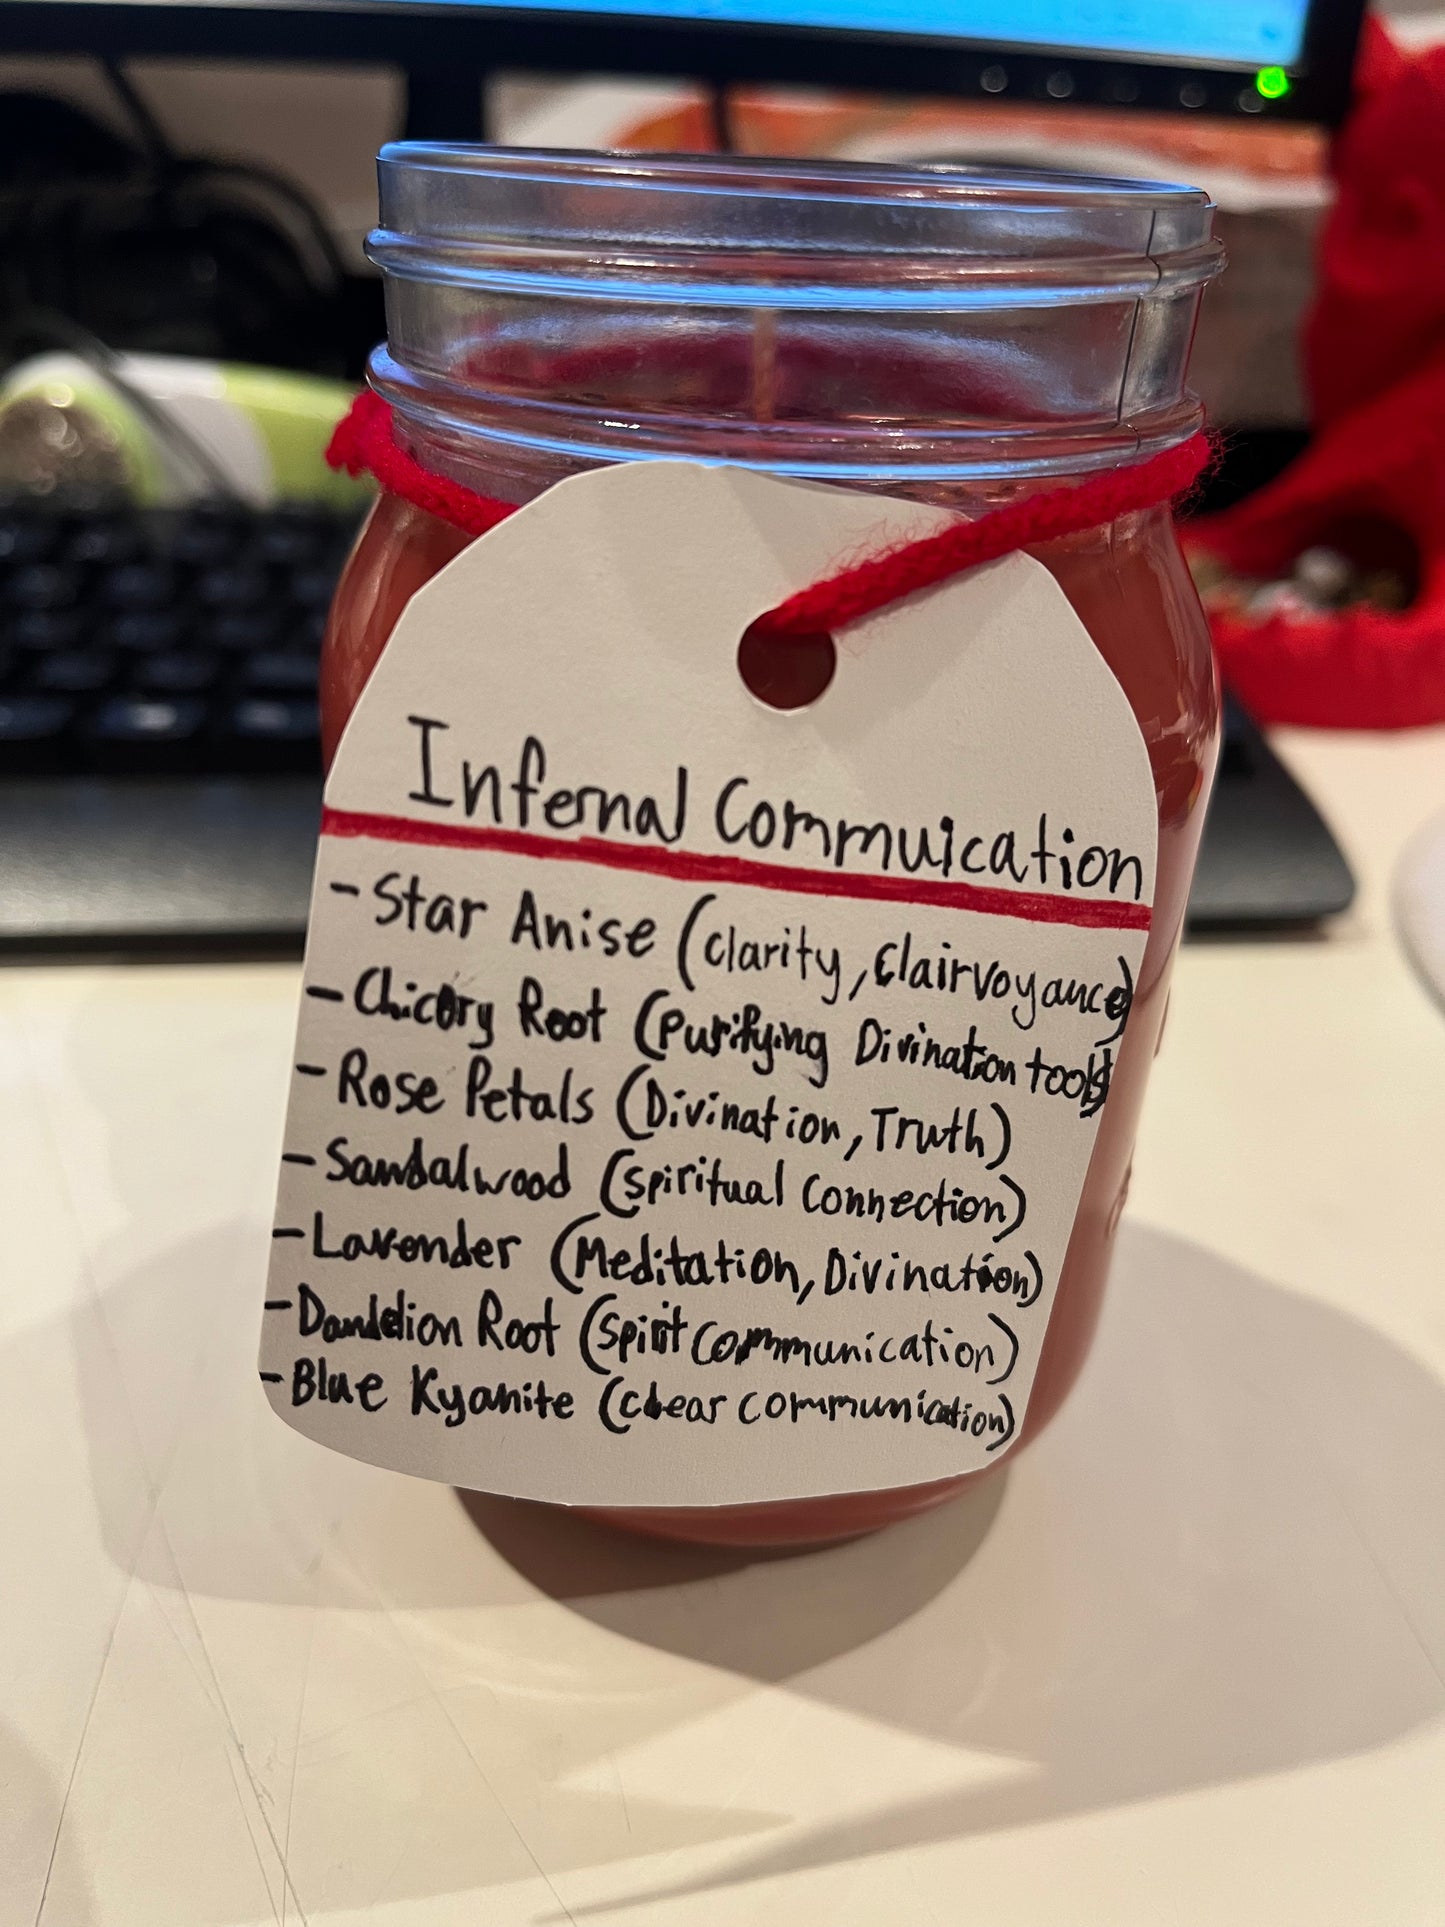 Infernal Commuication
- Star Anise (Clarity, Clairvoyance)
- Chicory Root (Purifying Divination tools)
- Rose Petals (Divination, Truth)
- Sandalwood (Spiritual Connection)
- Lavender (Meditation, Divination)
- Dandelion Root (Spirit Communication)
- Blue Kyanite (Clear communication)